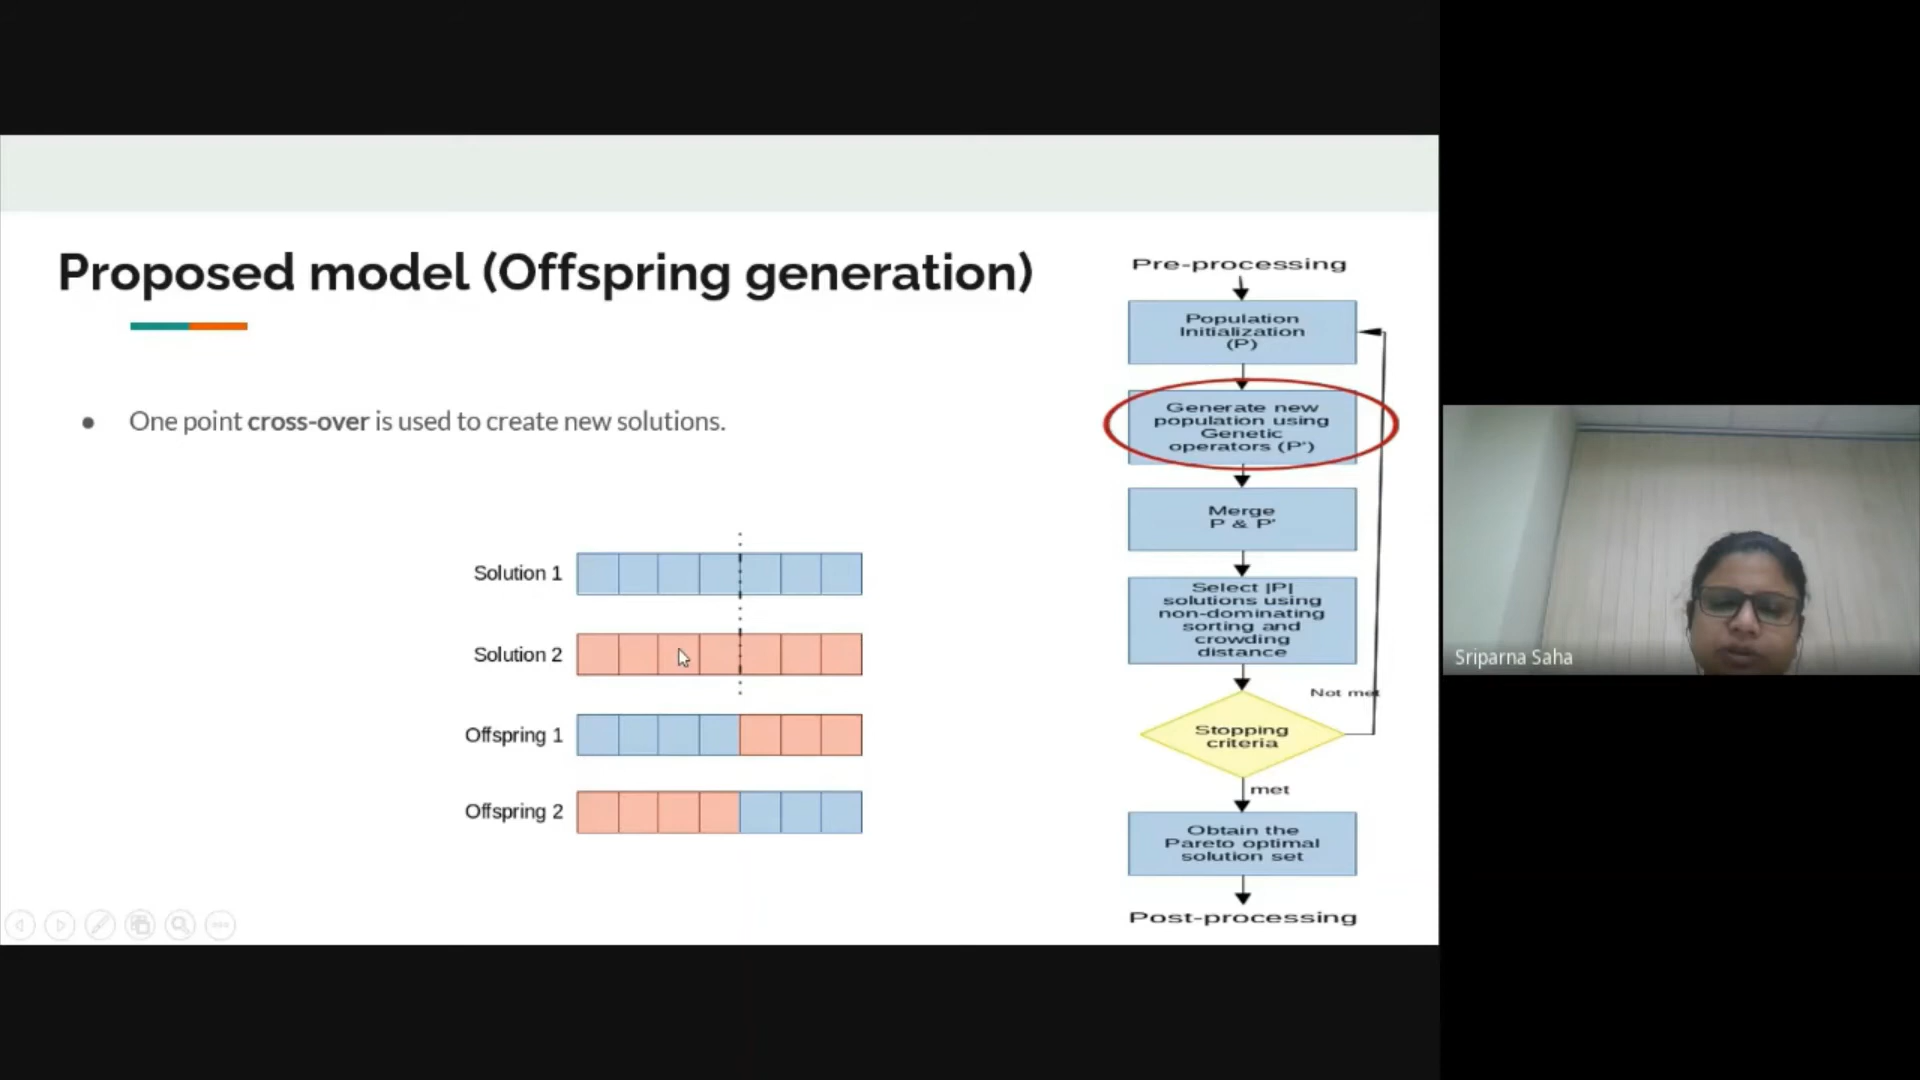 Proposed model (Offspring generation)
One point cross-over is used to create new solutions.
Solution 1
Solution 2
Offspring 1
Offspring 2
Pre-processing
Population
Initialization
(P)
Generate new
population using
Genetic
operators (P')
Merge
P & P'
Select |P|
solutions using
non-dominating
sorting and
crowding
distance
Not met
Stopping
criteria
met
Obtain the
Pareto optimal
solution set
Post-processing
Sriparna Saha